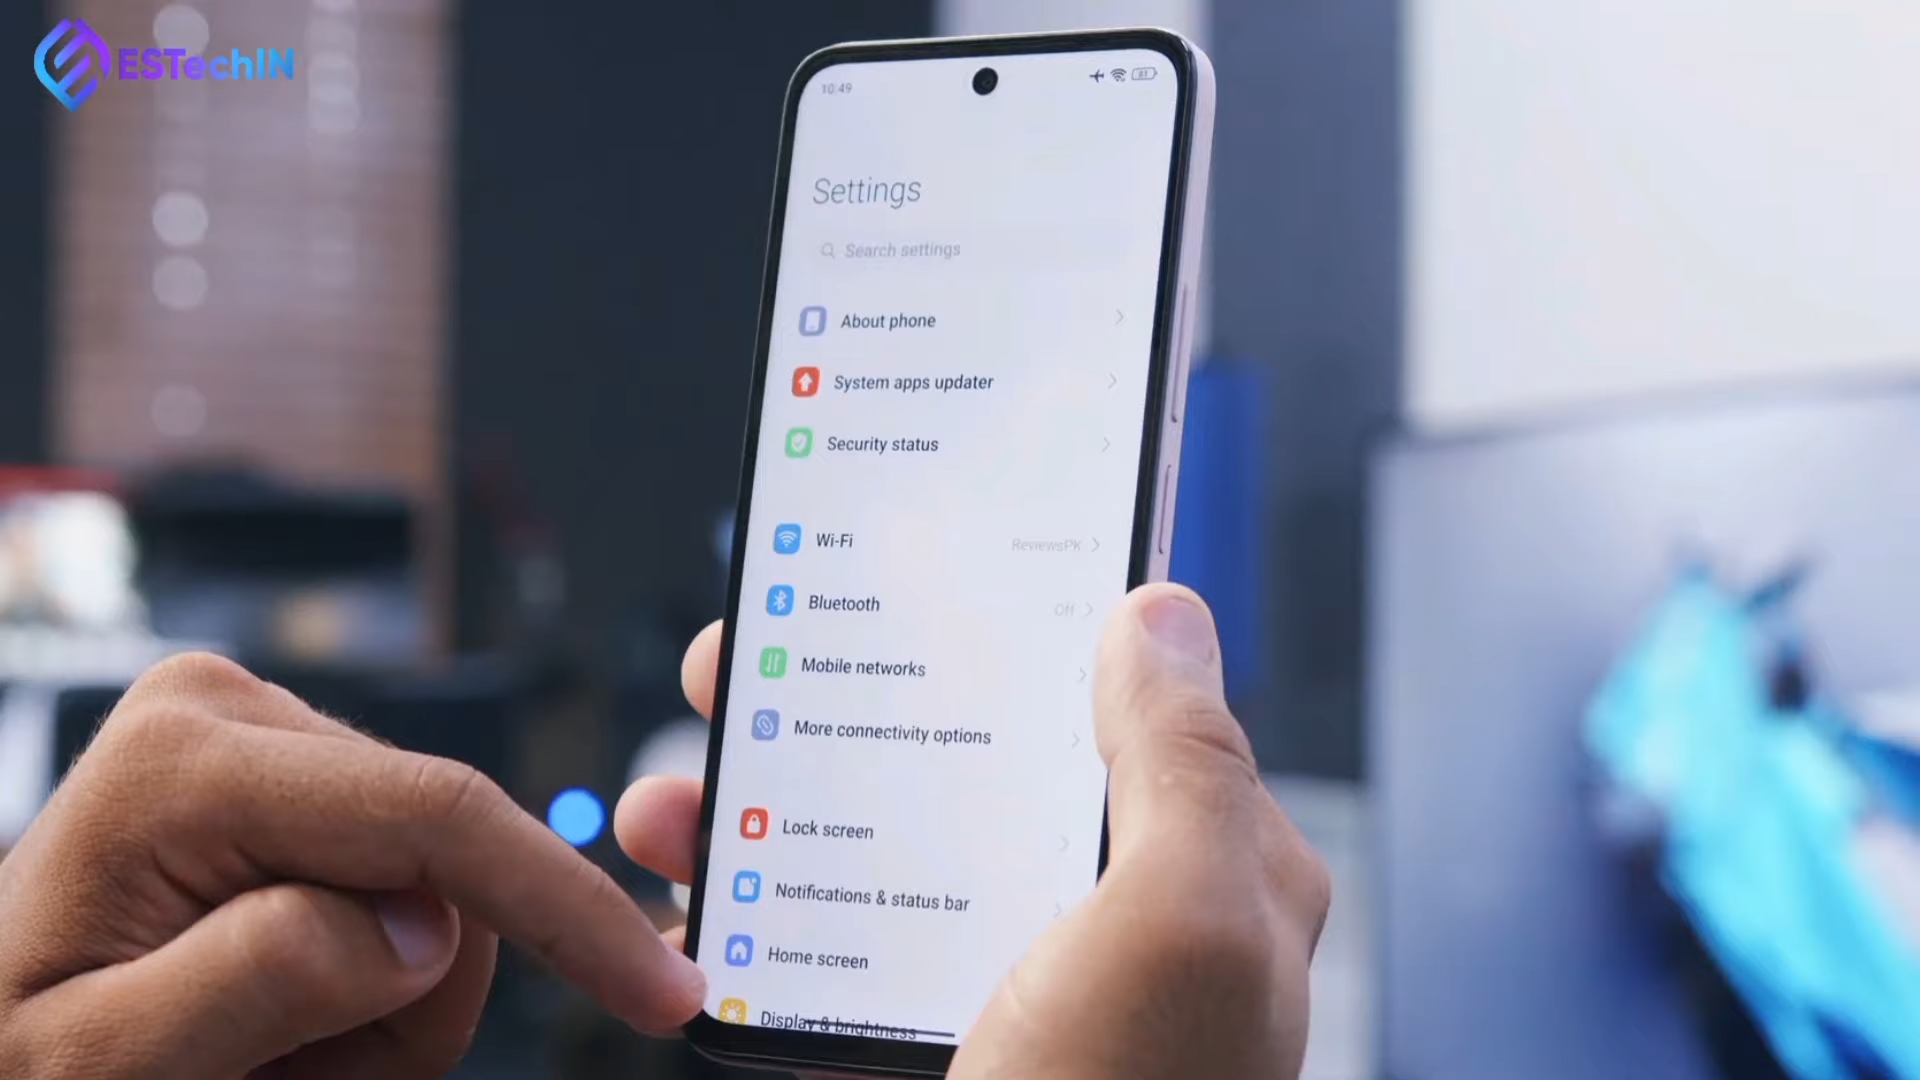 ESTechIN
10:49
81
Settings
Search settings
About phone
System apps updater
Security status
Wi-Fi
ReviewsPK
Bluetooth
Off
Mobile networks
More connectivity options
Lock screen
Notifications & status bar
Home screen
Display & brightness